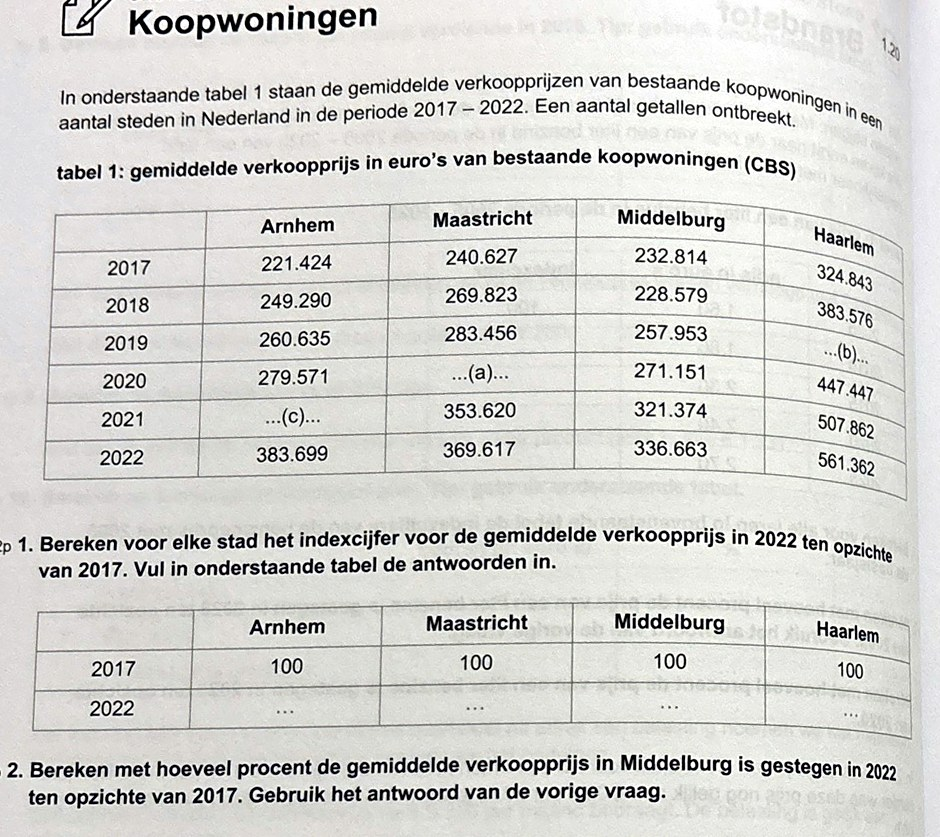 Koopwoningen
1.20
In onderstaande tabel 1 staan de gemiddelde verkoopprijzen van bestaande koopwoningen in een
aantal steden in Nederland in de periode 2017 – 2022. Een aantal getallen ontbreekt.
tabel 1: gemiddelde verkoopprijs in euro's van bestaande koopwoningen (CBS)
Arnhem Maastricht Middelburg Haarlem
2017 221.424 240.627 232.814 324.843
2018 249.290 269.823 228.579 383.576
2019 260.635 283.456 257.953 ...(b)...
2020 279.571 ...(a)... 271.151 447.447
2021 ...(c)... 353.620 321.374 507.862
2022 383.699 369.617 336.663 561.362
2p 1. Bereken voor elke stad het indexcijfer voor de gemiddelde verkoopprijs in 2022 ten opzichte
van 2017. Vul in onderstaande tabel de antwoorden in.
Arnhem Maastricht Middelburg Haarlem
2017 100 100 100 100
2022 ... ... ... ...
2. Bereken met hoeveel procent de gemiddelde verkoopprijs in Middelburg is gestegen in 2022
ten opzichte van 2017. Gebruik het antwoord van de vorige vraag.